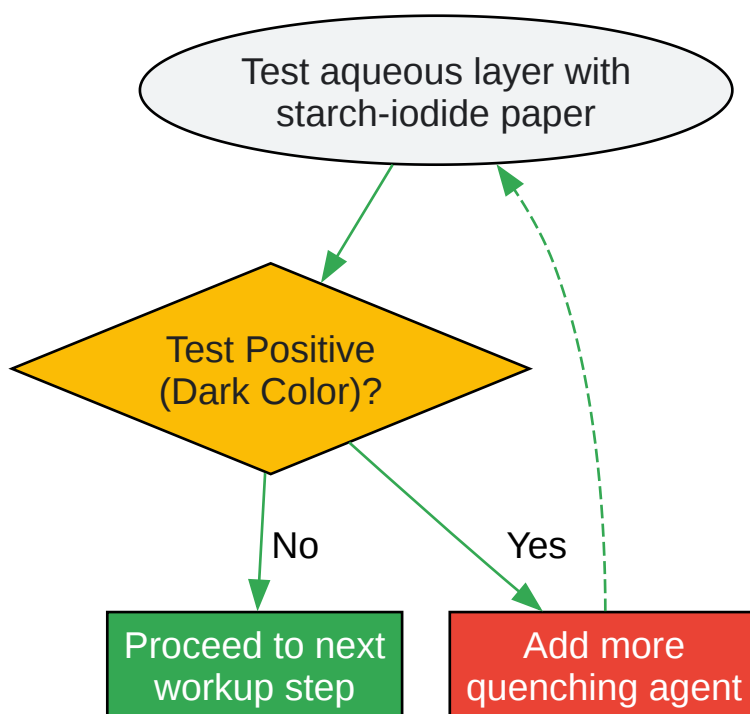 Test aqueous layer with
starch-iodide paper
Test Positive
(Dark Color)?
No
Yes
Proceed to next
workup step
Add more
quenching agent